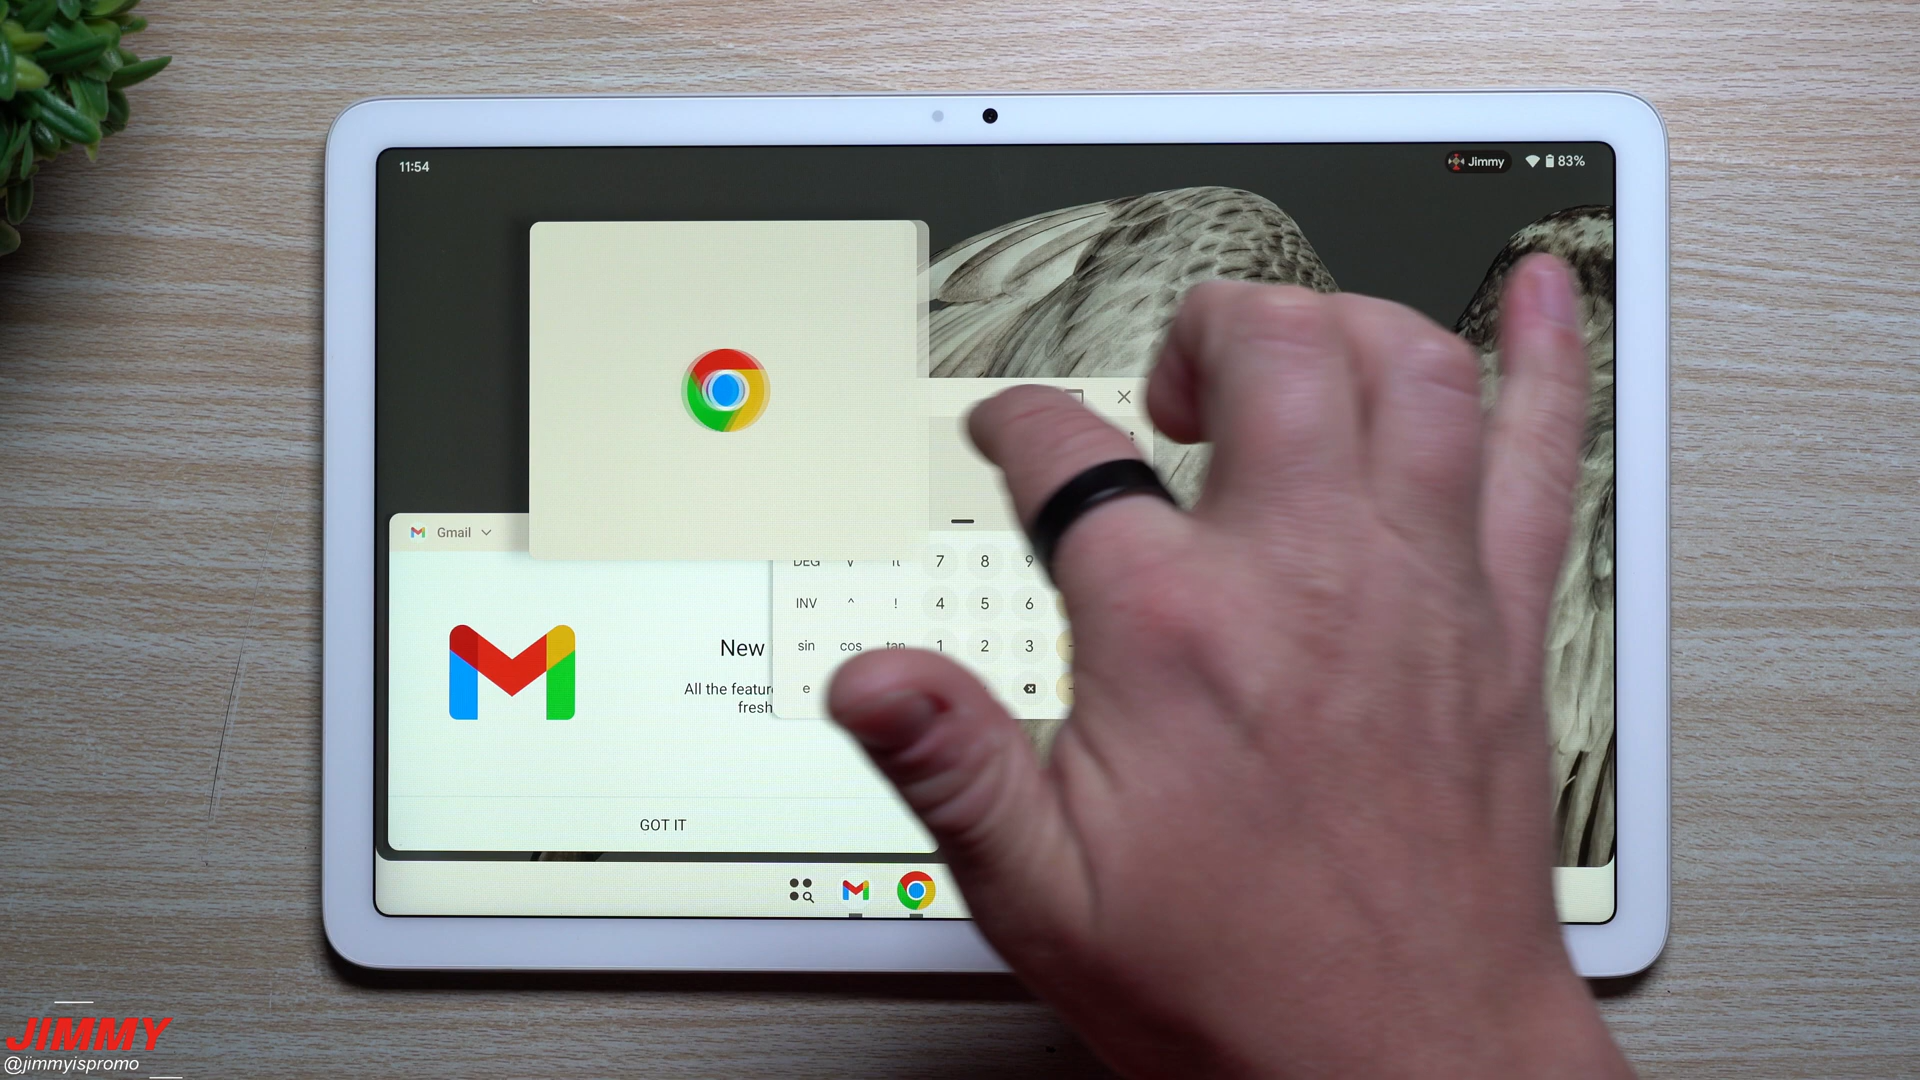 11:54
Jimmy
83%
Gmail
New
All the featur
fresh
GOT IT
DEG √ π 7 8 9
INV ^ ! 4 5 6
sin cos tan 1 2 3
e
JIMMY
@jimmyispromo